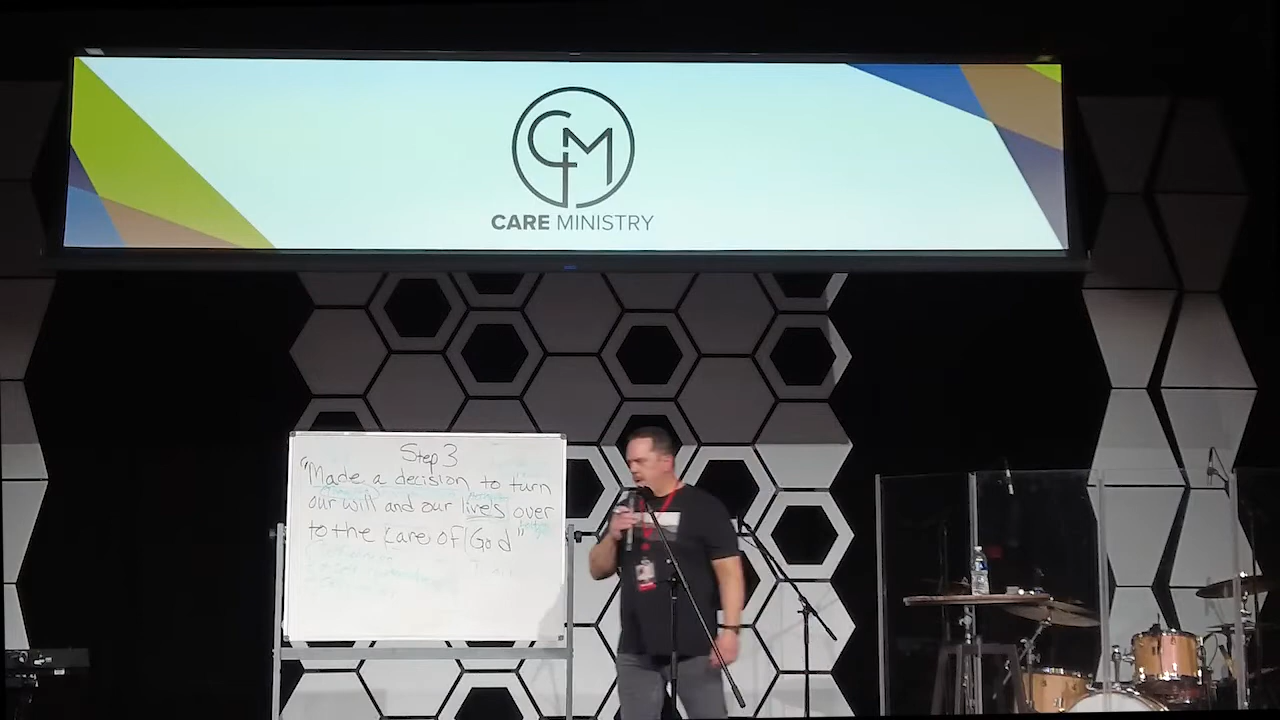 CM
CARE MINISTRY
Step 3
"Made a decision to turn
our will and our lives over
to the care of God"